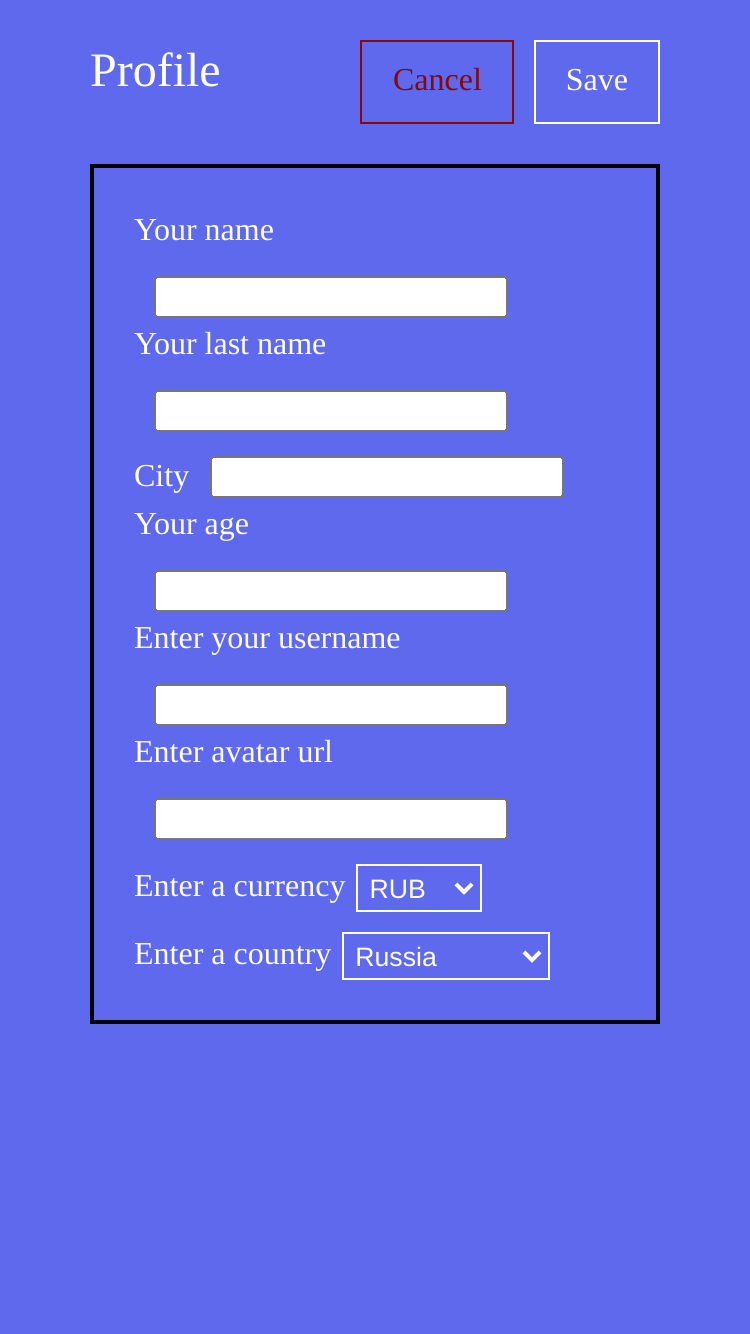 Profile
Cancel
Save
Your name
Your last name
City
Your age
Enter your username
Enter avatar url
Enter a currency RUB
Enter a country Russia